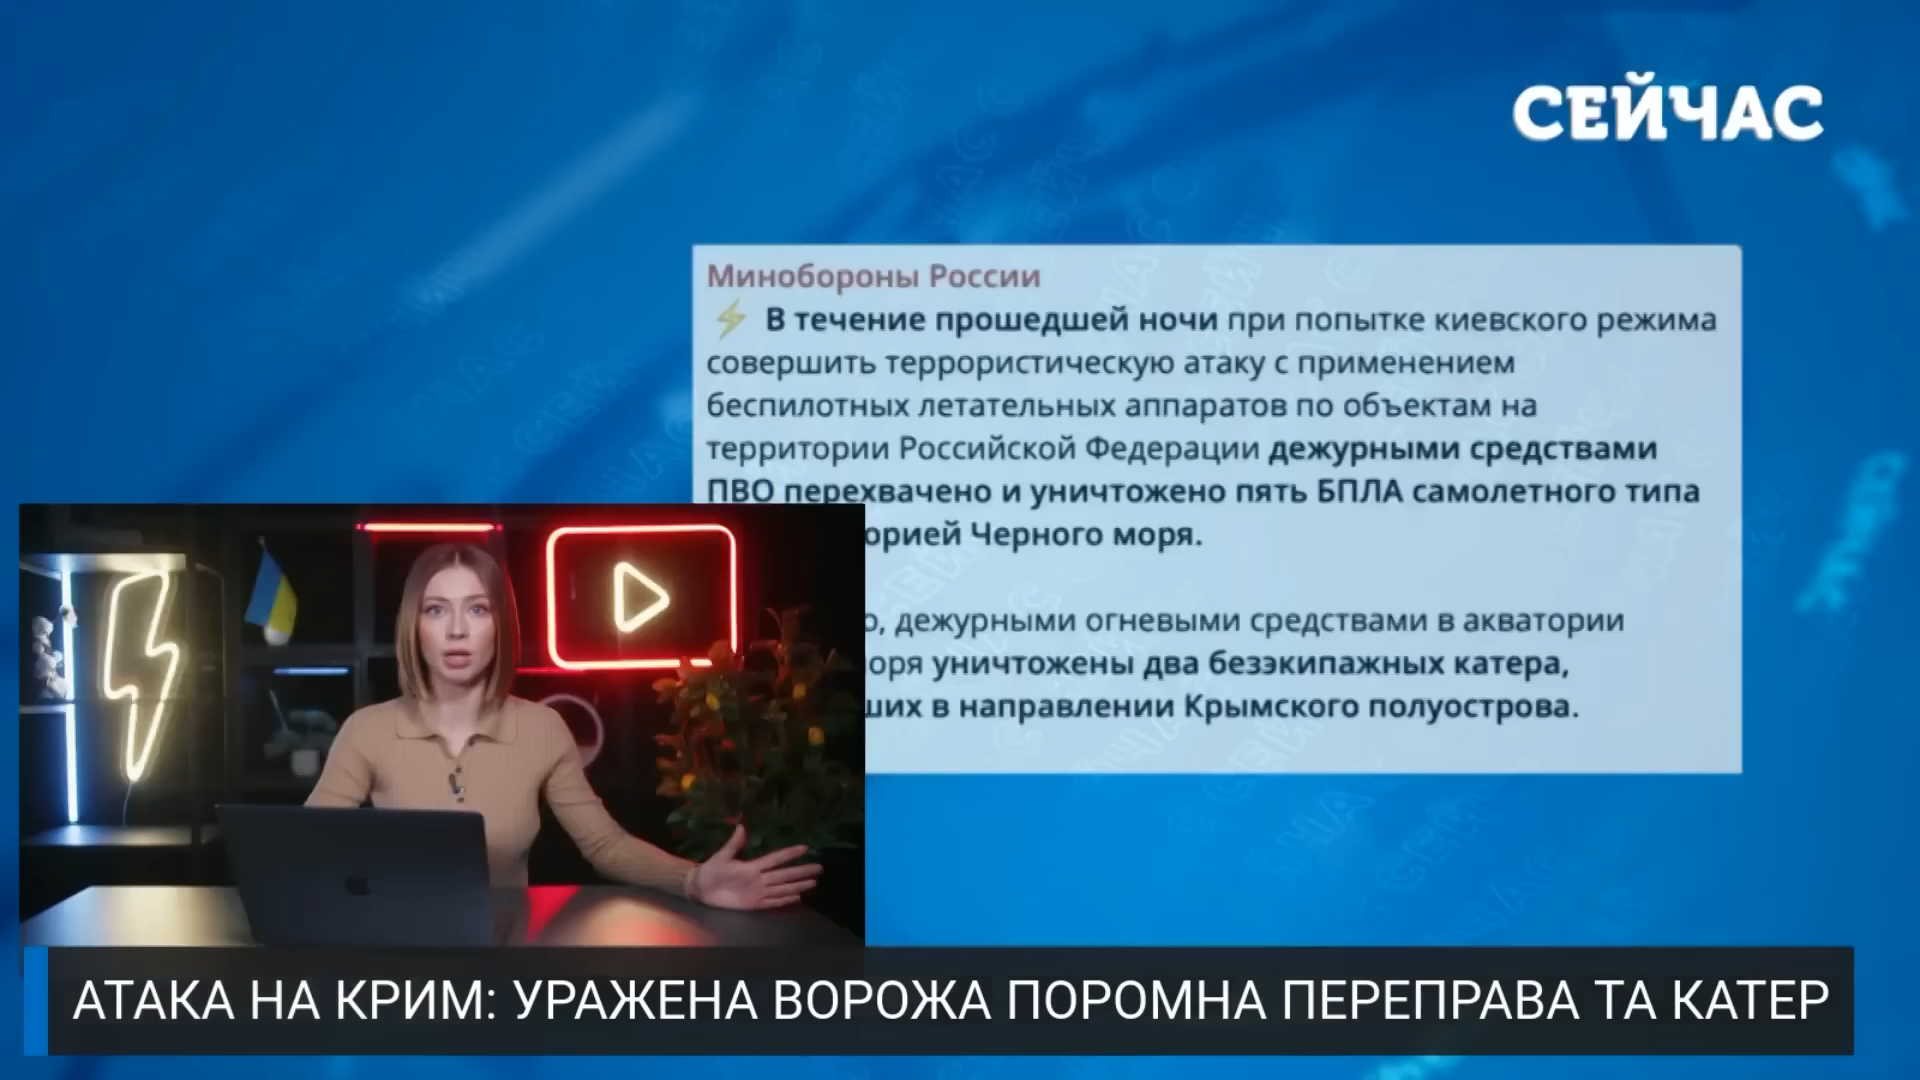 СЕЙЧАС
Минобороны России
В течение прошедшей ночи при попытке киевского режима
совершить террористическую атаку с применением
беспилотных летательных аппаратов по объектам на
территории Российской Федерации дежурными средствами
ПВО перехвачено и уничтожено пять БПЛА самолетного типа
орией Черного моря.
о, дежурными огневыми средствами в акватории
оря уничтожены два безэкипажных катера,
ших в направлении Крымского полуострова.
АТАКА НА КРИМ: УРАЖЕНА ВОРОЖА ПОРОМНА ПЕРЕПРАВА ТА КАТЕР